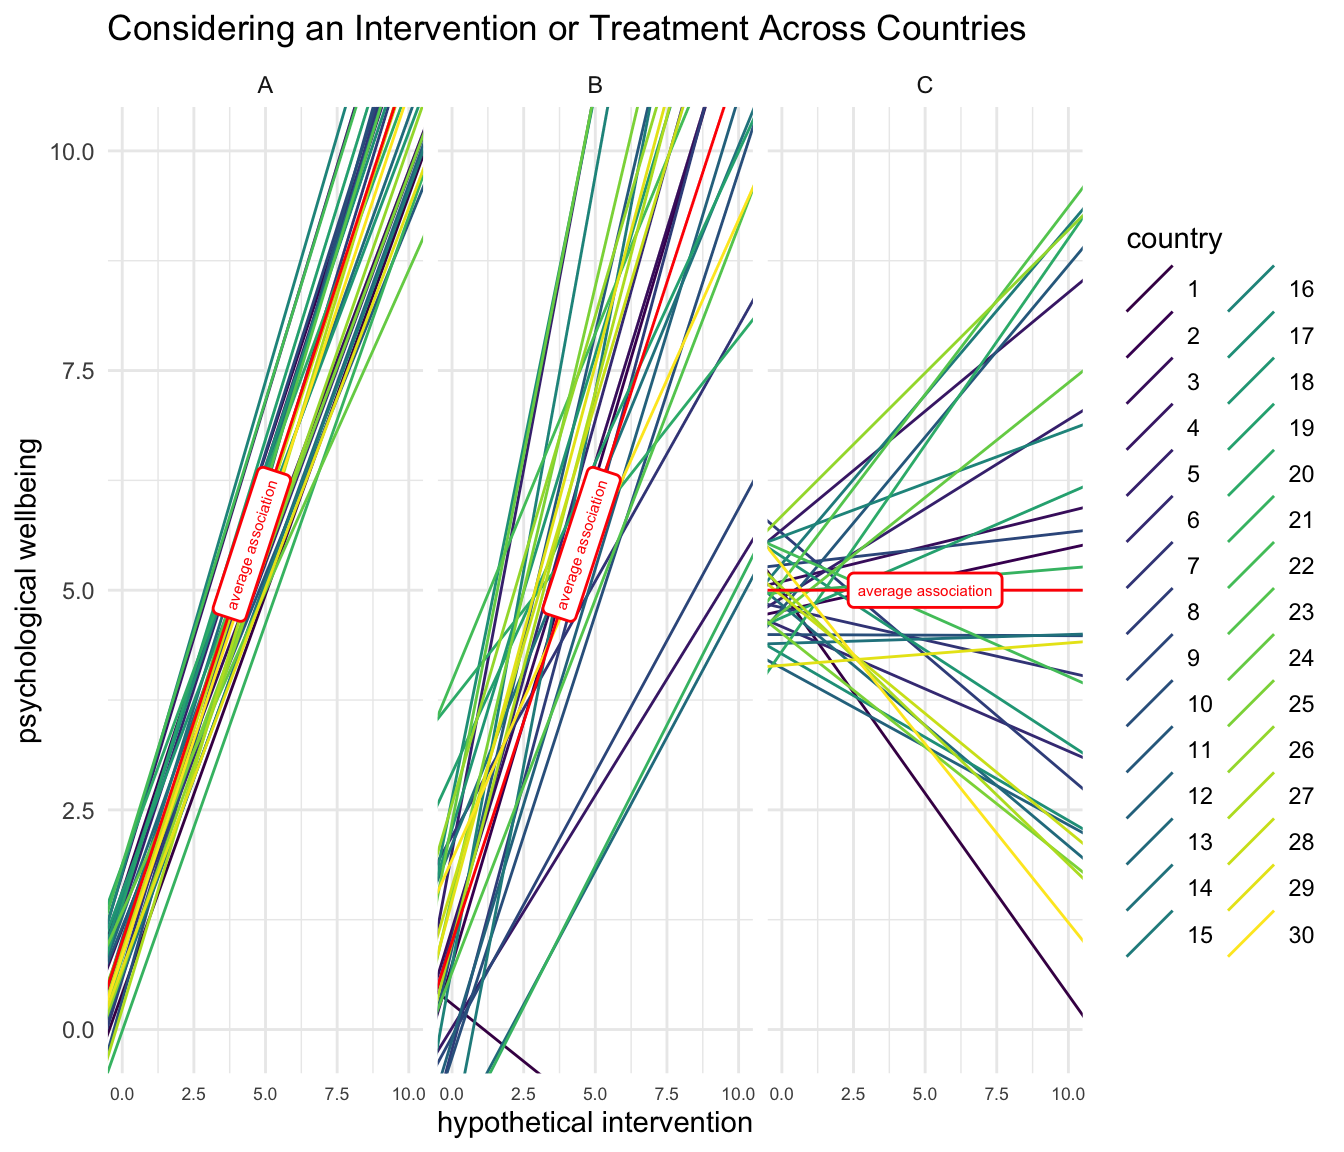 Considering an Intervention or Treatment Across Countries
A
B
C
10.0
7.5
5.0
2.5
0.0
psychological wellbeing
average association
average association
average association
0.0 2.5 5.0 7.5 10.0
0.0 2.5 5.0 7.5 10.0
0.0 2.5 5.0 7.5 10.0
hypothetical intervention
country
1
2
3
4
5
6
7
8
9
10
11
12
13
14
15
16
17
18
19
20
21
22
23
24
25
26
27
28
29
30